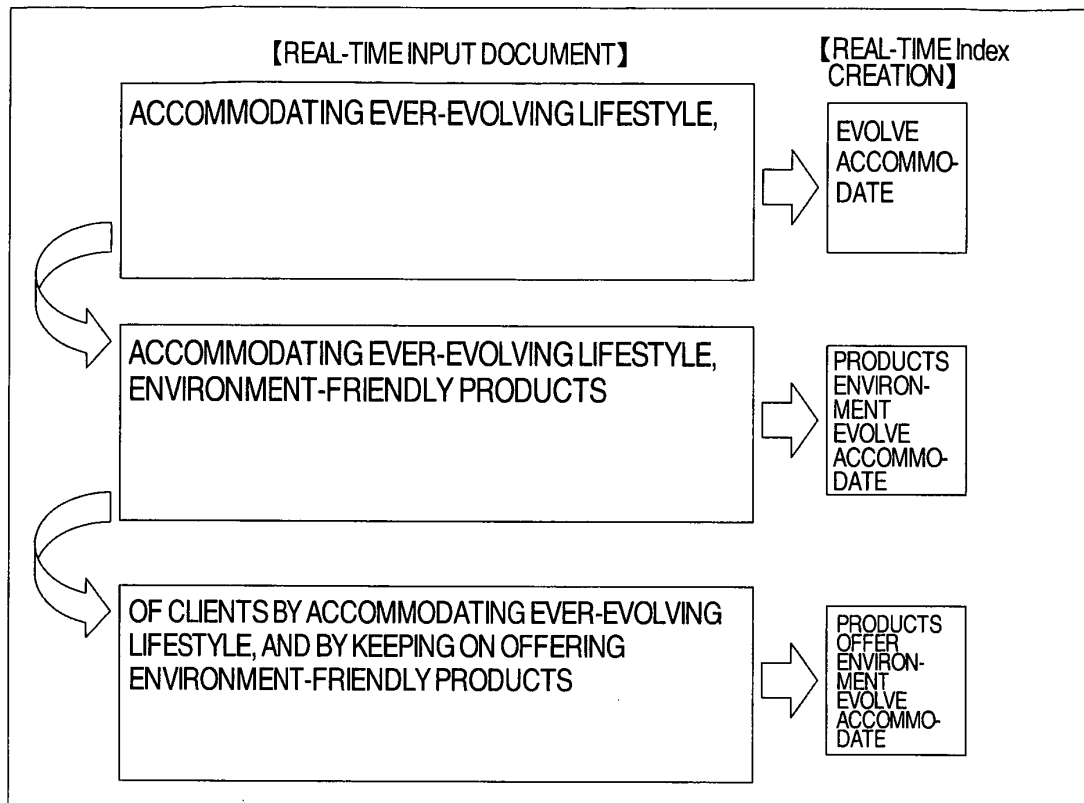 【REAL-TIME INPUT DOCUMENT】
【REAL-TIME Index
CREATION】
ACCOMMODATING EVER-EVOLVING LIFESTYLE,
EVOLVE
ACCOMMO-
DATE
ACCOMMODATING EVER-EVOLVING LIFESTYLE,
ENVIRONMENT-FRIENDLY PRODUCTS
PRODUCTS
ENVIRON-
MENT
EVOLVE
ACCOMMO-
DATE
OF CLIENTS BY ACCOMMODATING EVER-EVOLVING
LIFESTYLE, AND BY KEEPING ON OFFERING
ENVIRONMENT-FRIENDLY PRODUCTS
PRODUCTS
OFFER
ENVIRON-
MENT
EVOLVE
ACCOMMO-
DATE